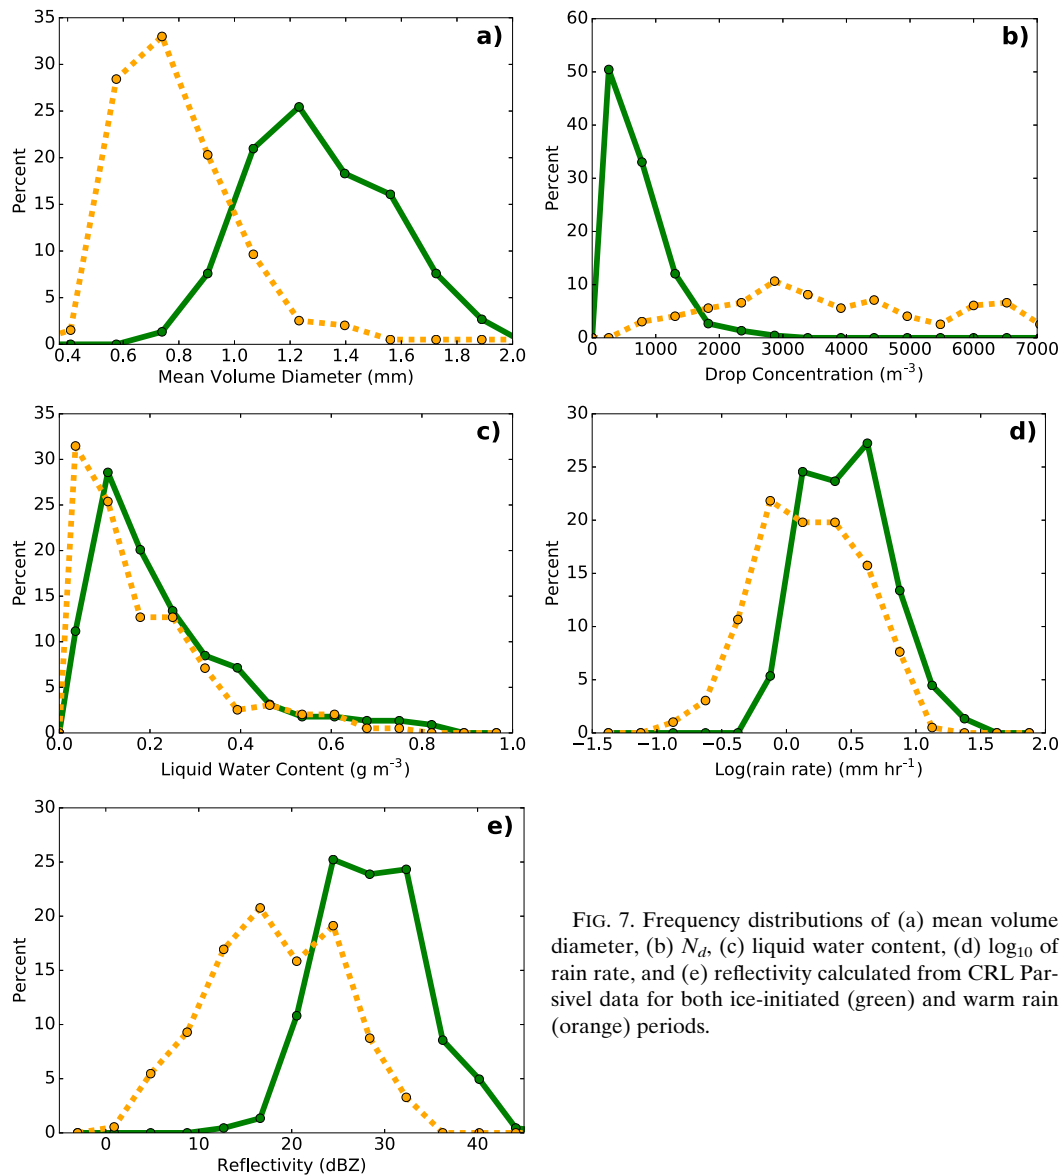 a)
35
30
25
20
15
10
5
0
Percent
0.4 0.6 0.8 1.0 1.2 1.4 1.6 1.8 2.0
Mean Volume Diameter (mm)
b)
60
50
40
30
20
10
0
Percent
0 1000 2000 3000 4000 5000 6000 7000
Drop Concentration (m⁻³)
c)
35
30
25
20
15
10
5
0
Percent
0.0 0.2 0.4 0.6 0.8 1.0
Liquid Water Content (g m⁻³)
d)
30
25
20
15
10
5
0
Percent
−1.5 −1.0 −0.5 0.0 0.5 1.0 1.5 2.0
Log(rain rate) (mm hr⁻¹)
e)
30
25
20
15
10
5
0
Percent
0 10 20 30 40
Reflectivity (dBZ)
FIG. 7. Frequency distributions of (a) mean volume
diameter, (b) N_d, (c) liquid water content, (d) log₁₀ of
rain rate, and (e) reflectivity calculated from CRL Par-
sivel data for both ice-initiated (green) and warm rain
(orange) periods.